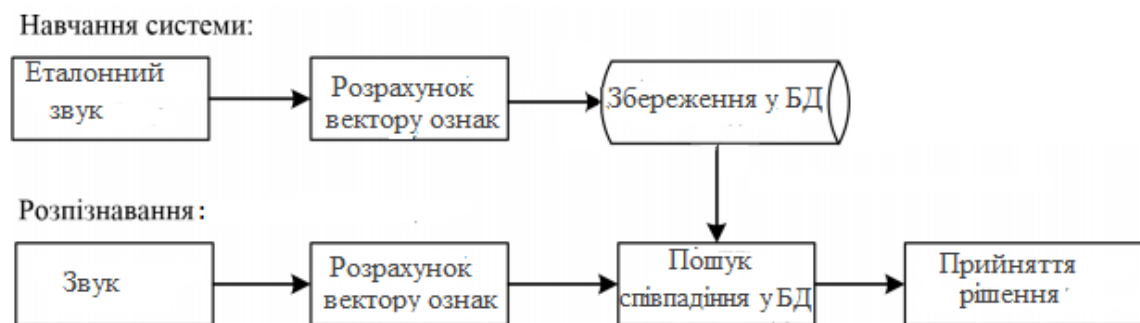 Навчання системи:
Еталонний
звук
Розрахунок
вектору ознак
Збереження у БД
Розпізнавання:
Звук
Розрахунок
вектору ознак
Пошук
співпадіння у БД
Прийняття
рішення